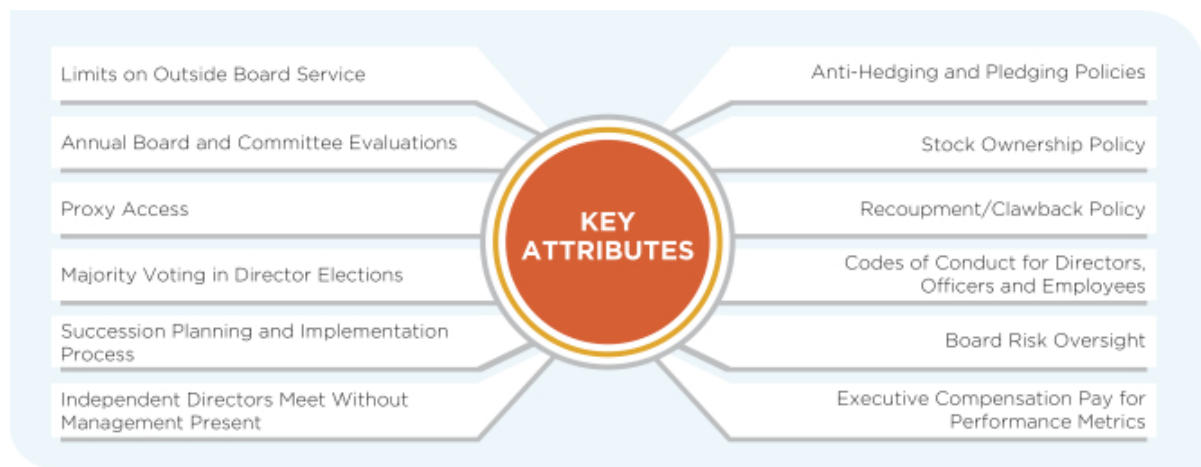 Limits on Outside Board Service
Annual Board and Committee Evaluations
Proxy Access
Majority Voting in Director Elections
Succession Planning and Implementation
Process
Independent Directors Meet Without
Management Present
KEY
ATTRIBUTES
Anti-Hedging and Pledging Policies
Stock Ownership Policy
Recoupment/Clawback Policy
Codes of Conduct for Directors,
Officers and Employees
Board Risk Oversight
Executive Compensation Pay for
Performance Metrics